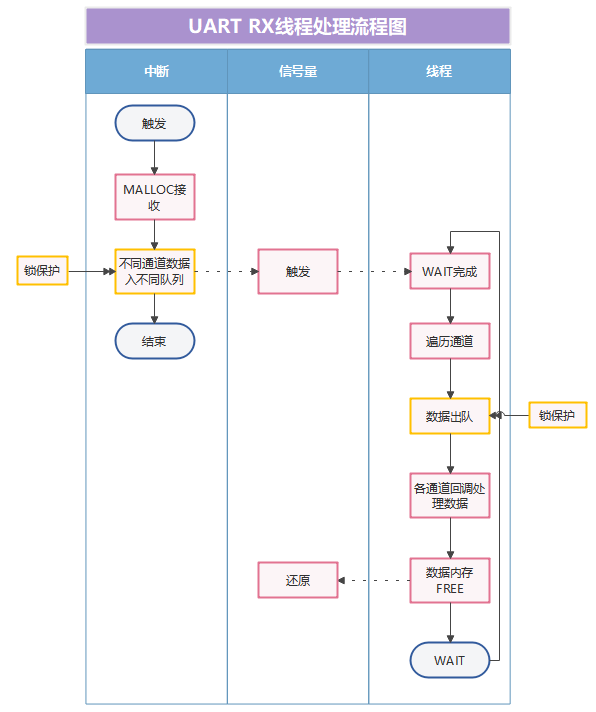 UART RX线程处理流程图
中断
信号量
线程
触发
MALLOC接
收
锁保护
不同通道数据
入不同队列
触发
WAIT完成
结束
遍历通道
数据出队
锁保护
各通道回调处
理数据
还原
数据内存
FREE
WAIT